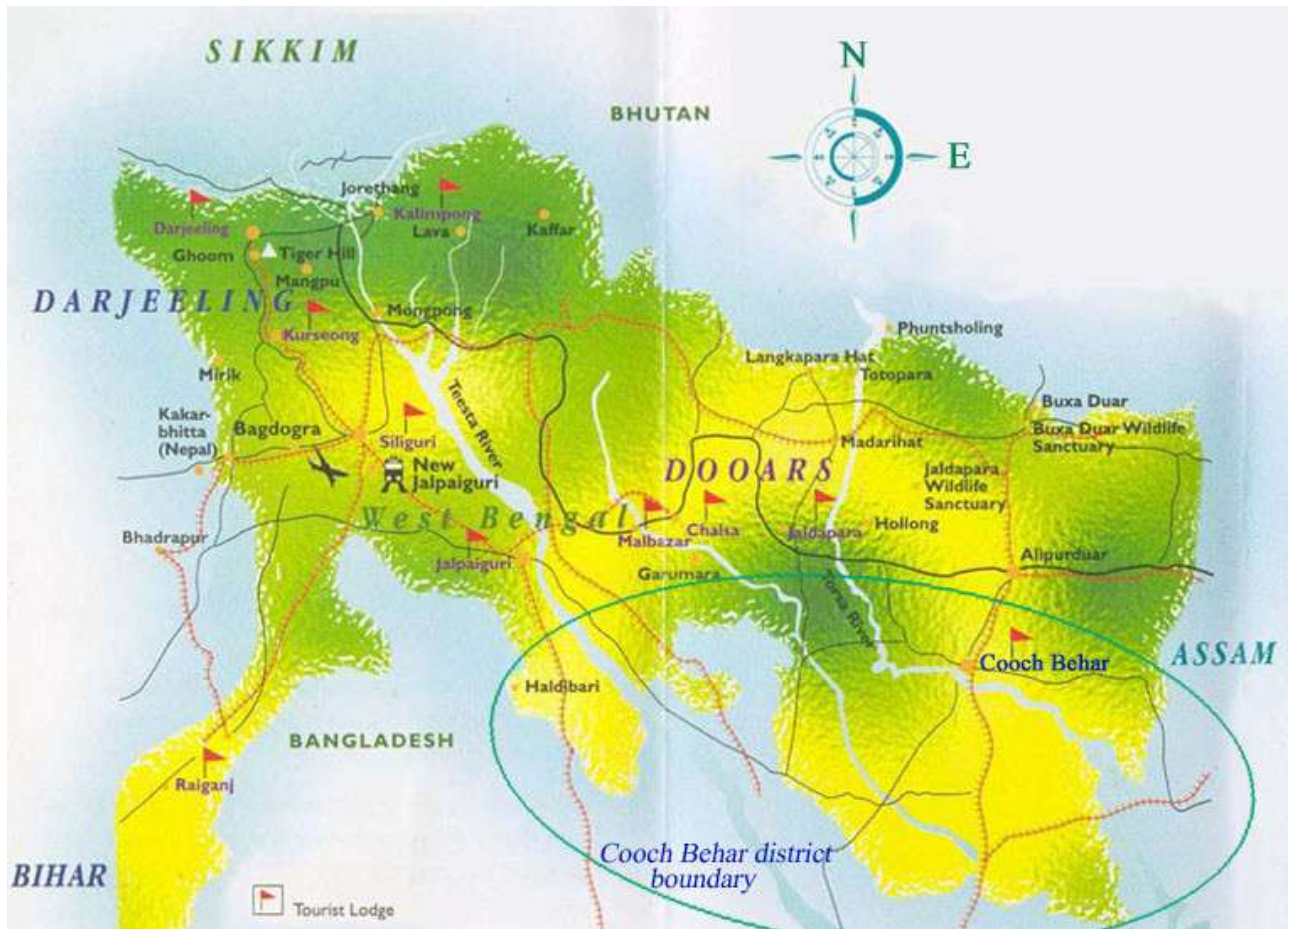 SIKKIM
BHUTAN
N
E
Jorethang
Kalimpong
Darjeeling
Lava
Kaffar
Ghoom
Tiger Hill
Mangpu
DARJEELING
Mongpong
Kurseong
Phuntsholing
Langkapara Hat
Totopara
Mirik
Teesta River
Buxa Duar
Kakar-
bhitta
(Nepal)
Bagdogra
Siliguri
Madarihat
Buxa Duar Wildlife
Sanctuary
New
Jalpaiguri
DOOARS
Jaldapara
Wildlife
Sanctuary
West Bengal
Chalsa
Jaldapara
Hollong
Malbazar
Bhadrapur
Jalpaiguri
Garumara
Alipurduar
Torsa River
Cooch Behar
ASSAM
Haldibari
BANGLADESH
Raiganj
Cooch Behar district
boundary
BIHAR
Tourist Lodge